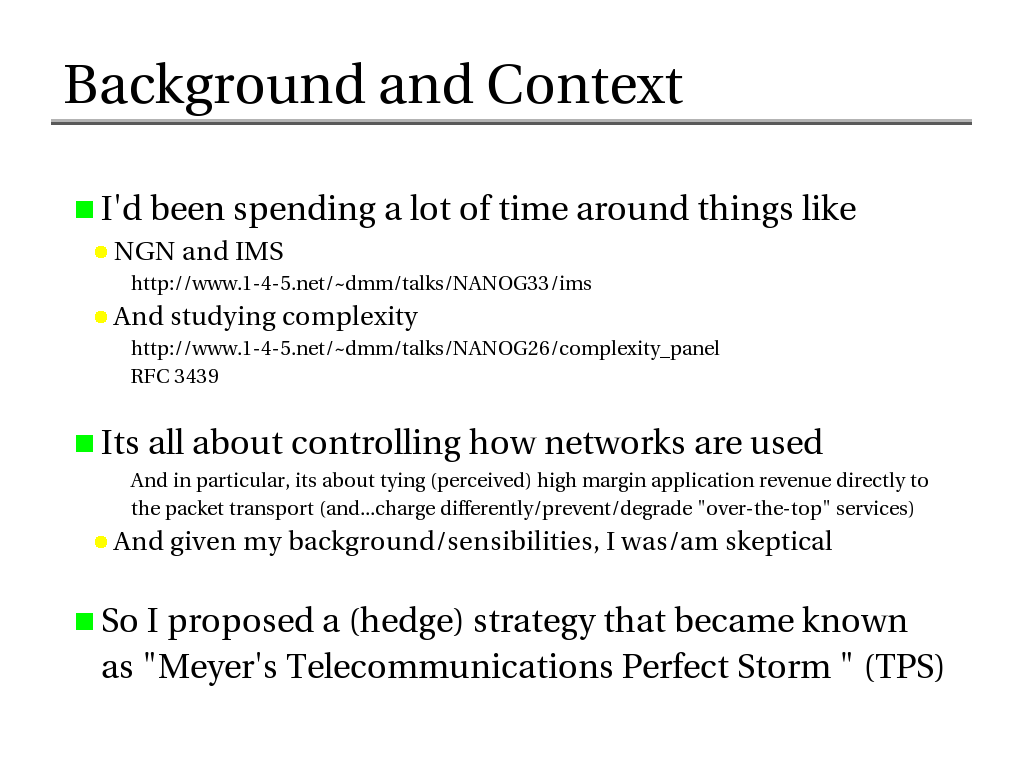 Background and Context
I'd been spending a lot of time around things like
NGN and IMS
http://www.1-4-5.net/~dmm/talks/NANOG33/ims
And studying complexity
http://www.1-4-5.net/~dmm/talks/NANOG26/complexity_panel
RFC 3439
Its all about controlling how networks are used
And in particular, its about tying (perceived) high margin application revenue directly to
the packet transport (and...charge differently/prevent/degrade "over-the-top" services)
And given my background/sensibilities, I was/am skeptical
So I proposed a (hedge) strategy that became known
as "Meyer's Telecommunications Perfect Storm " (TPS)